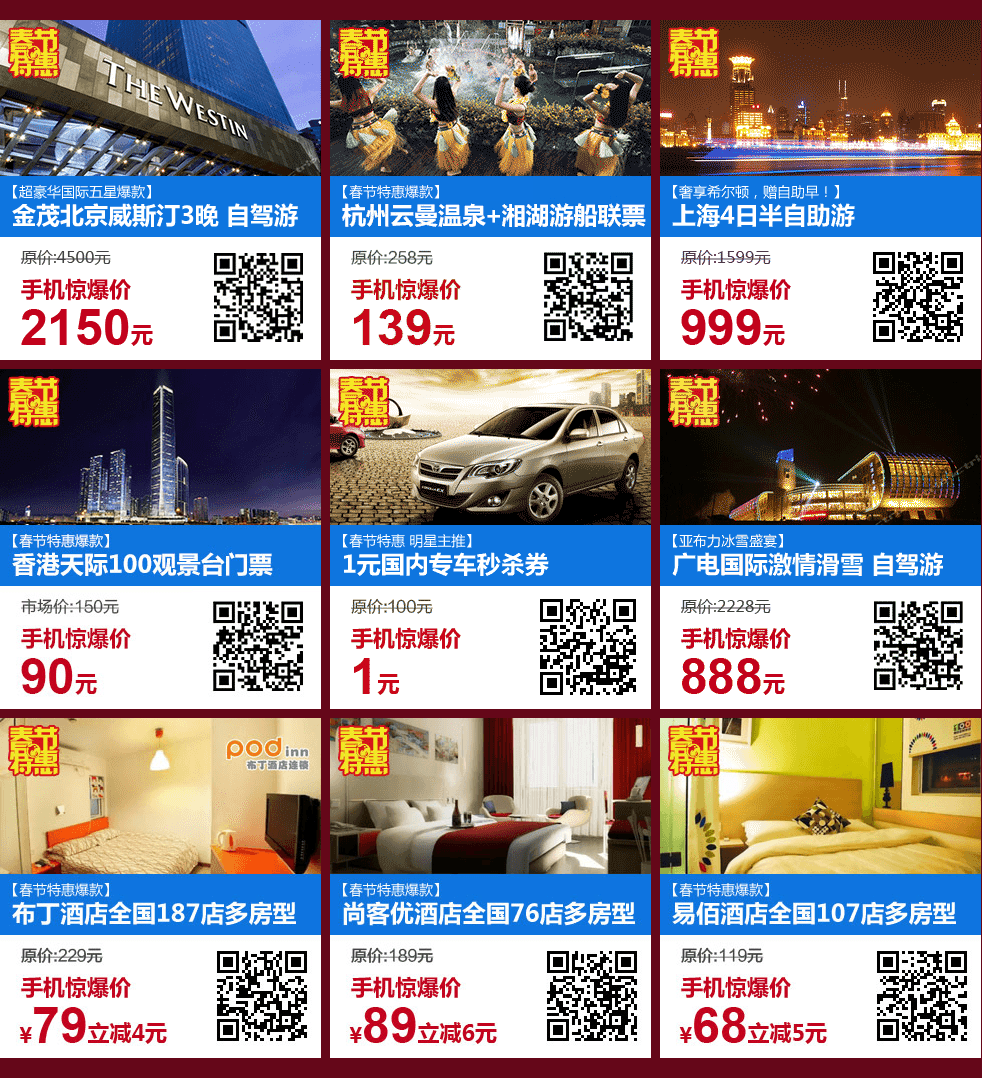 春节
特惠
THE WESTIN
【超豪华国际五星爆款】
金茂北京威斯汀3晚 自驾游
原价:4500元
手机惊爆价
2150元
春节
特惠
【春节特惠爆款】
杭州云曼温泉+湘湖游船联票
原价:258元
手机惊爆价
139元
春节
特惠
【奢享希尔顿，赠自助早！】
上海4日半自助游
原价:1599元
手机惊爆价
999元
春节
特惠
【春节特惠爆款】
香港天际100观景台门票
市场价:150元
手机惊爆价
90元
春节
特惠
【春节特惠 明星主推】
1元国内专车秒杀券
原价:100元
手机惊爆价
1元
春节
特惠
【亚布力冰雪盛宴】
广电国际激情滑雪 自驾游
原价:2228元
手机惊爆价
888元
春节
特惠
pod inn
布丁酒店连锁
【春节特惠爆款】
布丁酒店全国187店多房型
原价:229元
手机惊爆价
¥79立减4元
春节
特惠
【春节特惠爆款】
尚客优酒店全国76店多房型
原价:189元
手机惊爆价
¥89立减6元
春节
特惠
【春节特惠爆款】
易佰酒店全国107店多房型
原价:119元
手机惊爆价
¥68立减5元